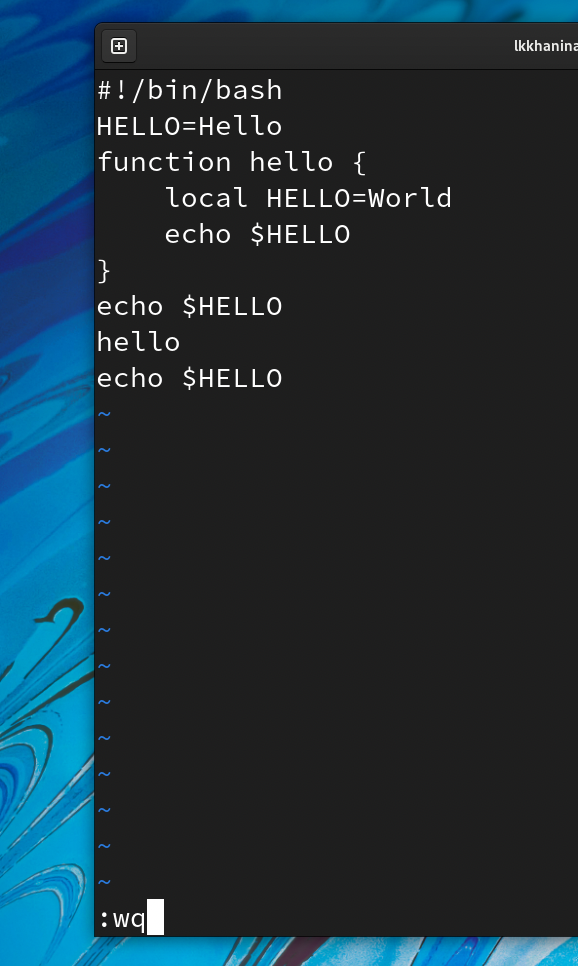 lkkhanina
#!/bin/bash
HELLO=Hello
function hello {
    local HELLO=World
    echo $HELLO
}
echo $HELLO
hello
echo $HELLO
~
~
~
~
~
~
~
~
~
~
~
~
~
~
:wq